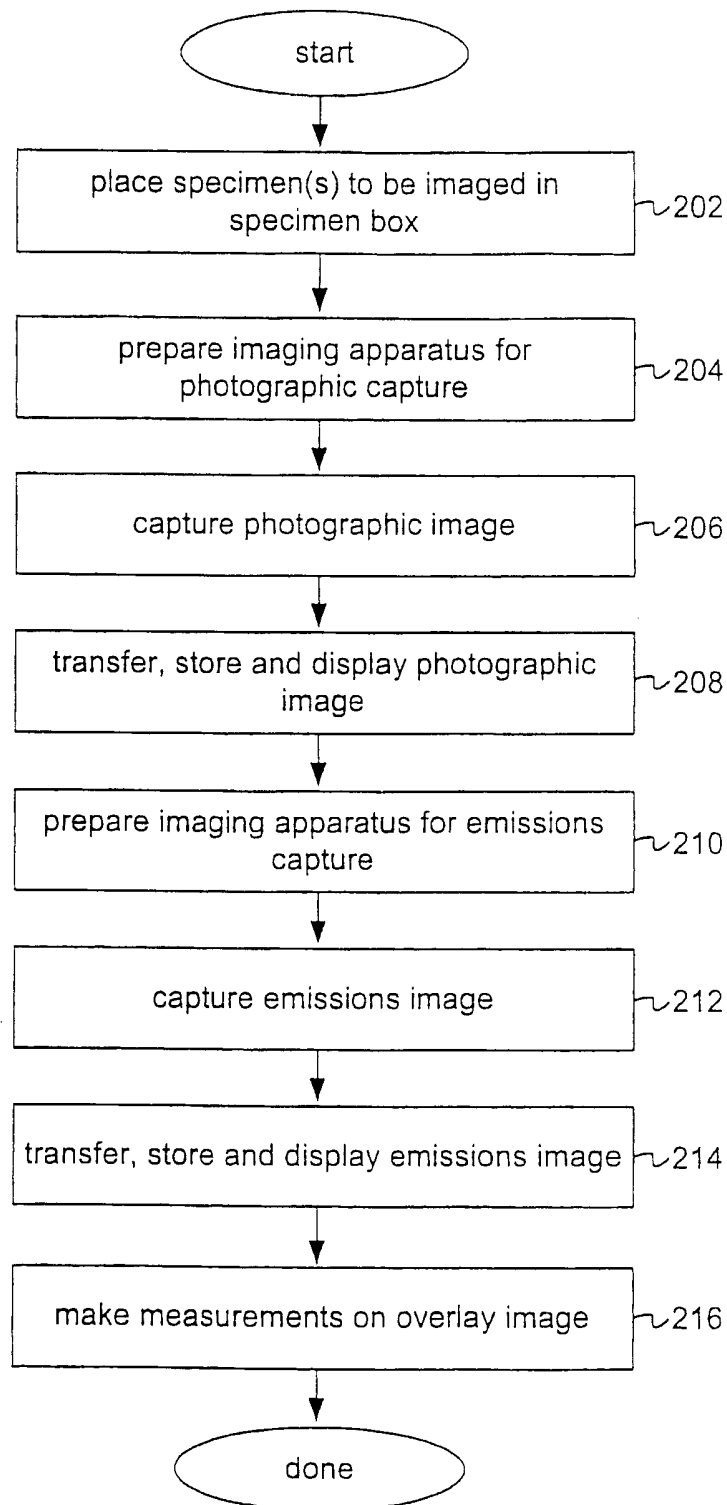 start
place specimen(s) to be imaged in
specimen box
202
prepare imaging apparatus for
photographic capture
204
capture photographic image
206
transfer, store and display photographic
image
208
prepare imaging apparatus for emissions
capture
210
capture emissions image
212
transfer, store and display emissions image
214
make measurements on overlay image
216
done